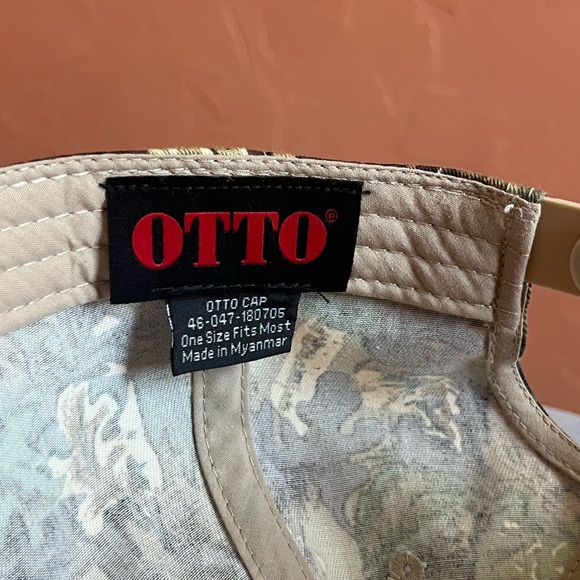 OTTO®
OTTO CAP
46-047-180705
One Size Fits Most
Made in Myanmar